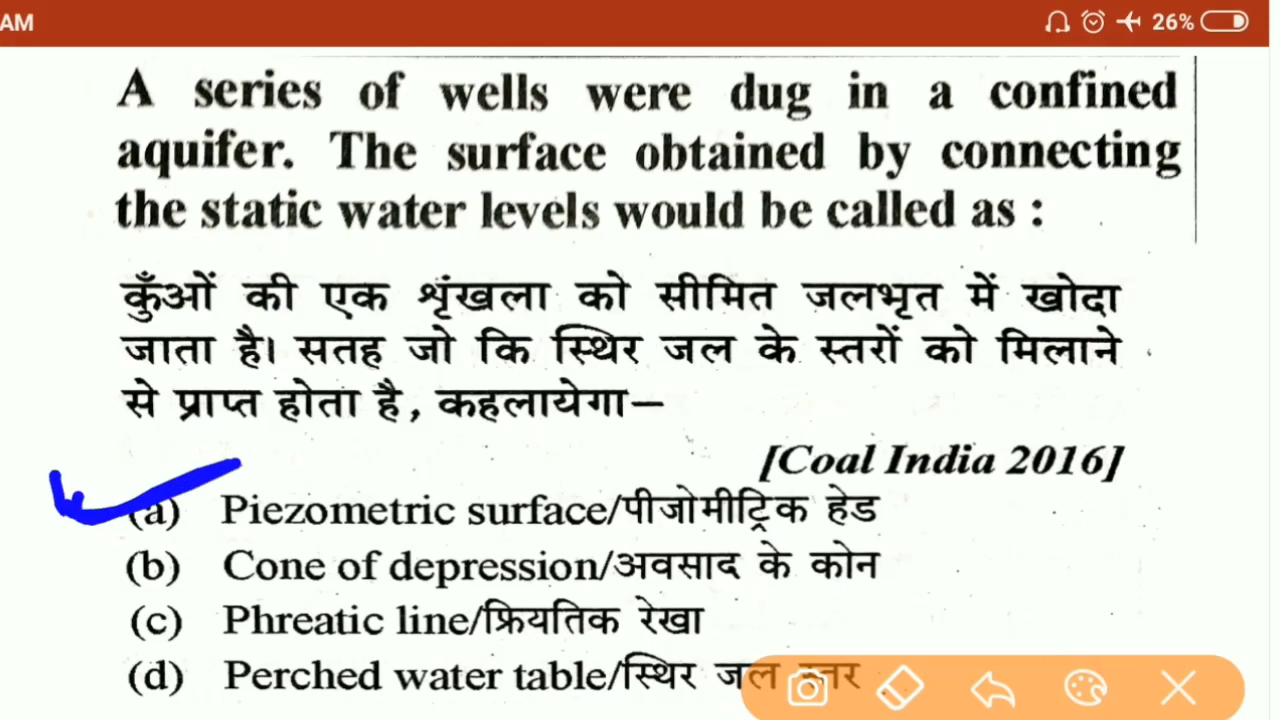 AM
26%
A series of wells were dug in a confined
aquifer. The surface obtained by connecting
the static water levels would be called as :
कुँओं की एक शृंखला को सीमित जलभृत में खोदा
जाता है। सतह जो कि स्थिर जल के स्तरों को मिलाने
से प्राप्त होता है, कहलायेगा–
[Coal India 2016]
(a) Piezometric surface/पीजोमीट्रिक हेड
(b) Cone of depression/अवसाद के कोन
(c) Phreatic line/फ्रियतिक रेखा
(d) Perched water table/स्थिर जल स्तर